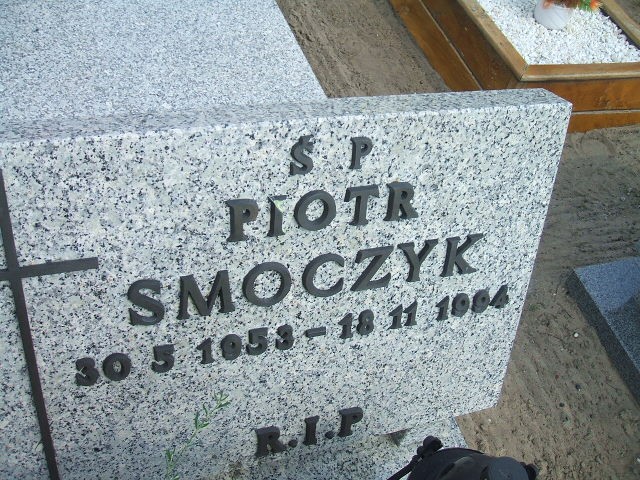 Ś P
PIOTR
SMOCZYK
30 5 1953 - 18 11 1994
R.I.P